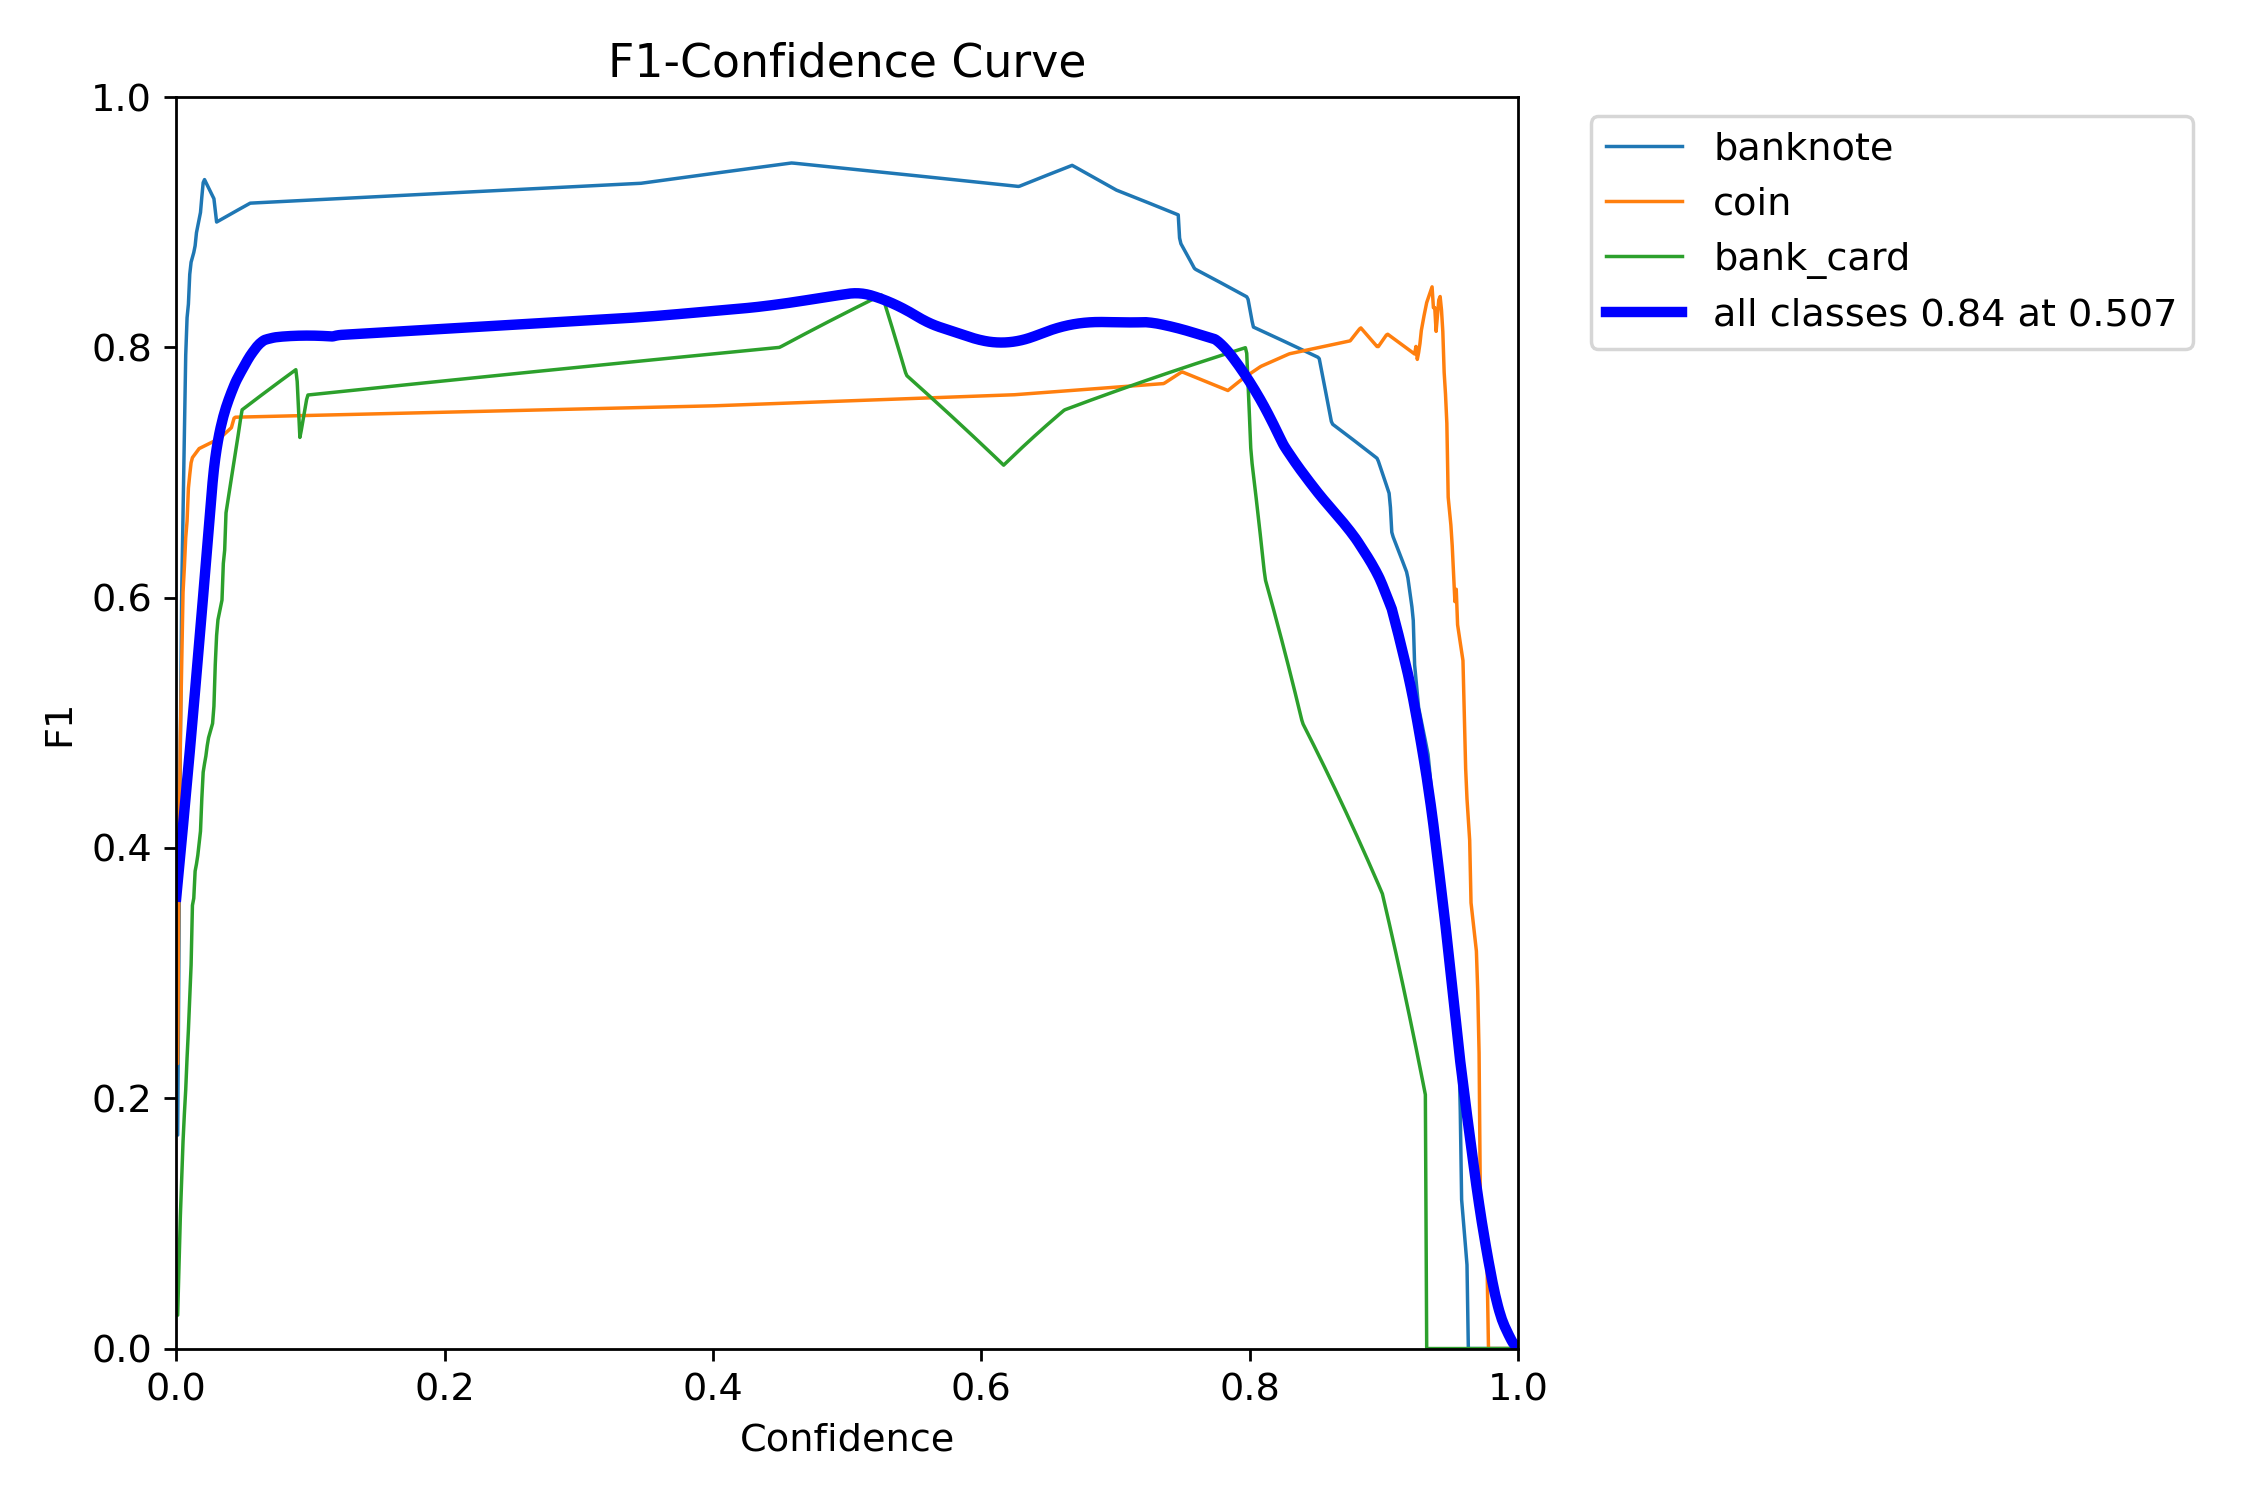 F1-Confidence Curve
1.0
0.8
0.6
0.4
0.2
0.0
F1
0.0 0.2 0.4 0.6 0.8 1.0
Confidence
banknote
coin
bank_card
all classes 0.84 at 0.507